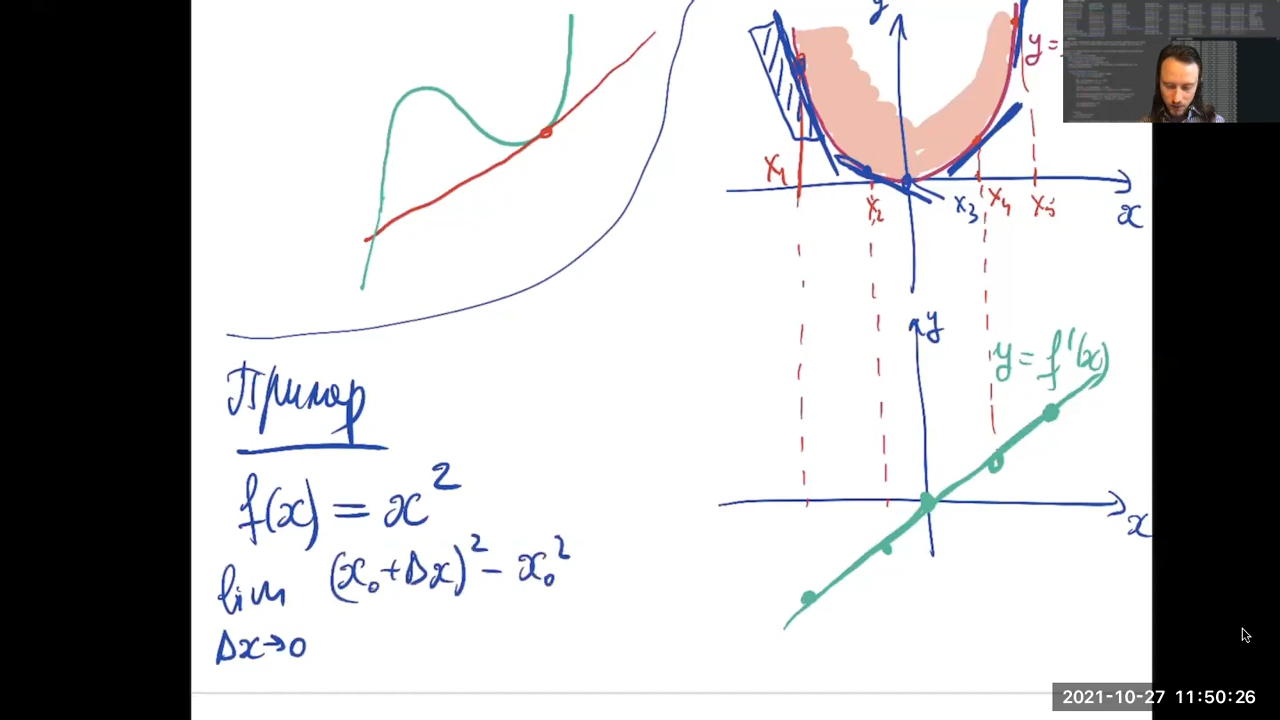 y
y =
x₁
x₂
x₃
x₄
x₅
x
y
y = f'(x)
x
Пример
f(x) = x²
lim (x₀+Δx)² − x₀²
Δx→0
2021-10-27 11:50:26